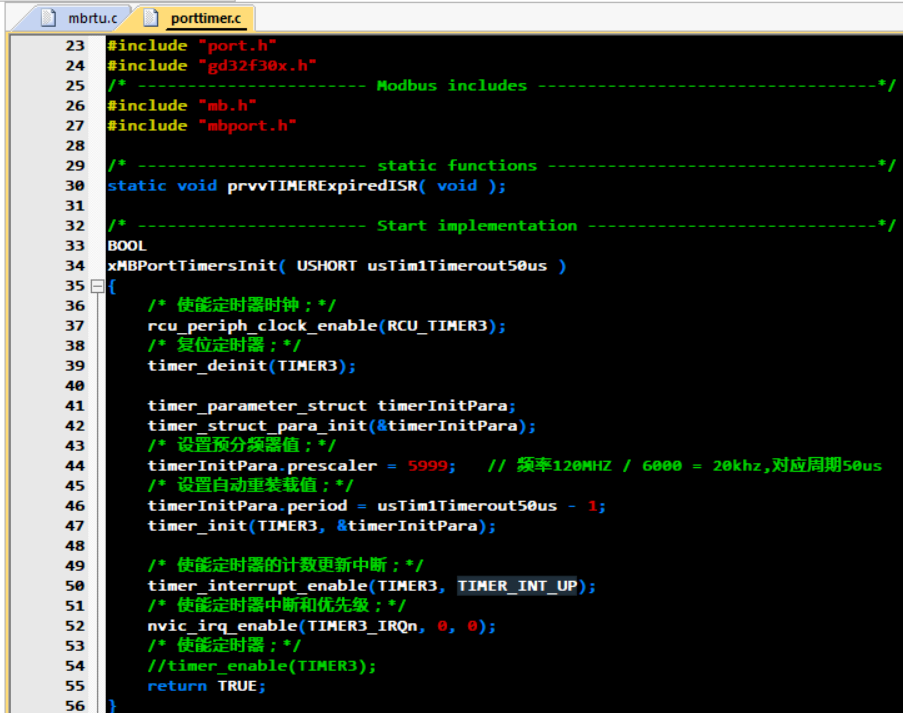 mbrtu.c porttimer.c
23 #include "port.h"
24 #include "gd32f30x.h"
25 /* ----------------------- Modbus includes ----------------------------------*/
26 #include "mb.h"
27 #include "mbport.h"
28
29 /* ----------------------- static functions ---------------------------------*/
30 static void prvvTIMERExpiredISR( void );
31
32 /* ----------------------- Start implementation -----------------------------*/
33 BOOL
34 xMBPortTimersInit( USHORT usTim1Timerout50us )
35 {
36     /* 使能定时器时钟；*/
37     rcu_periph_clock_enable(RCU_TIMER3);
38     /* 复位定时器；*/
39     timer_deinit(TIMER3);
40
41     timer_parameter_struct timerInitPara;
42     timer_struct_para_init(&timerInitPara);
43     /* 设置预分频器值；*/
44     timerInitPara.prescaler = 5999;   // 频率120MHZ / 6000 = 20khz,对应周期50us
45     /* 设置自动重装载值；*/
46     timerInitPara.period = usTim1Timerout50us - 1;
47     timer_init(TIMER3, &timerInitPara);
48
49     /* 使能定时器的计数更新中断；*/
50     timer_interrupt_enable(TIMER3, TIMER_INT_UP);
51     /* 使能定时器中断和优先级；*/
52     nvic_irq_enable(TIMER3_IRQn, 0, 0);
53     /* 使能定时器；*/
54     //timer_enable(TIMER3);
55     return TRUE;
56 }